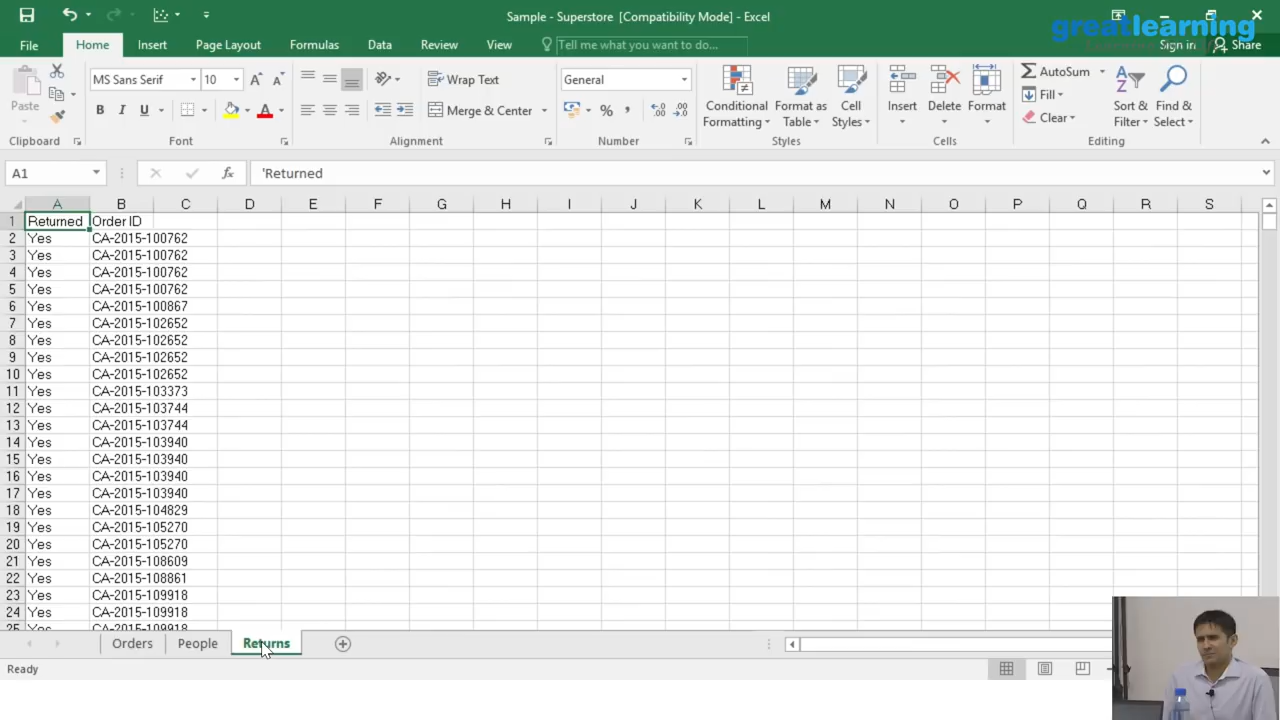 Sample - Superstore [Compatibility Mode] - Excel
greatlearning
File Home Insert Page Layout Formulas Data Review View Tell me what you want to do... Sign in Share
Paste
MS Sans Serif 10
B I U A
Wrap Text
Merge & Center
General
%
Conditional Formatting
Format as Table
Cell Styles
Insert
Delete
Format
AutoSum
Fill
Clear
Sort & Filter
Find & Select
Clipboard Font Alignment Number Styles Cells Editing
A1 fx 'Returned
A B C D E F G H I J K L M N O P Q R S
1 Returned Order ID
2 Yes CA-2015-100762
3 Yes CA-2015-100762
4 Yes CA-2015-100762
5 Yes CA-2015-100762
6 Yes CA-2015-100867
7 Yes CA-2015-102652
8 Yes CA-2015-102652
9 Yes CA-2015-102652
10 Yes CA-2015-102652
11 Yes CA-2015-103373
12 Yes CA-2015-103744
13 Yes CA-2015-103744
14 Yes CA-2015-103940
15 Yes CA-2015-103940
16 Yes CA-2015-103940
17 Yes CA-2015-103940
18 Yes CA-2015-104829
19 Yes CA-2015-105270
20 Yes CA-2015-105270
21 Yes CA-2015-108609
22 Yes CA-2015-108861
23 Yes CA-2015-109918
24 Yes CA-2015-109918
25 Yes CA-2015-109918
Orders People Returns
Ready